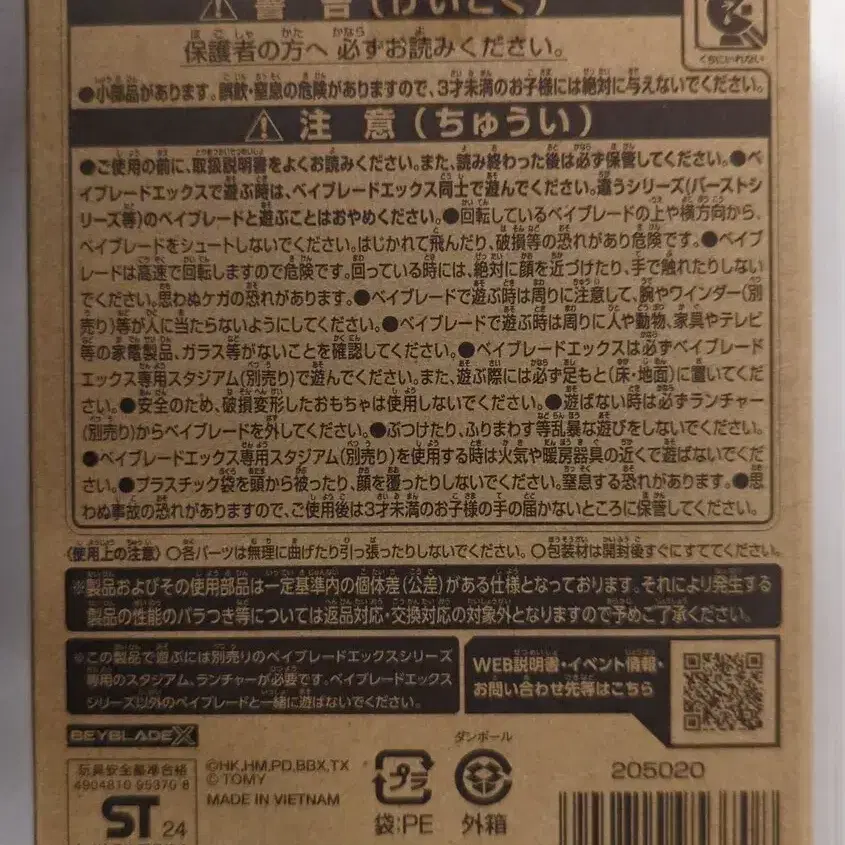 警告(けいこく)
保護者の方へ 必ずお読みください。
くちにいれない
●小部品があります。誤飲・窒息の危険がありますので、3才未満のお子様には絶対に与えないでください。
注意(ちゅうい)
●ご使用の前に、取扱説明書をよくお読みください。また、読み終わった後は必ず保管してください。●ベ
イブレードエックスで遊ぶ時は、ベイブレードエックス同士で遊んでください。違うシリーズ(バーストシ
リーズ等)のベイブレードと遊ぶことはおやめください。●回転しているベイブレードの上や横方向から、
ベイブレードをシュートしないでください。はじかれて飛んだり、破損等の恐れがあり危険です。●ベイブ
レードは高速で回転しますので危険です。回っている時には、絶対に顔を近づけたり、手で触れたりしない
でください。思わぬケガの恐れがあります。●ベイブレードで遊ぶ時は周りに注意して、腕やワインダー(別
売り)等が人に当たらないようにしてください。●ベイブレードで遊ぶ時は周りに人や動物、家具やテレビ
等の家電製品、ガラス等がないことを確認してください。●ベイブレードエックスは必ずベイブレード
エックス専用スタジアム(別売り)で遊んでください。また、遊ぶ際には必ず足もと(床・地面)に置いてくだ
さい。●安全のため、破損変形したおもちゃは使用しないでください。●遊ばない時は必ずランチャー
(別売り)からベイブレードを外してください。●ぶつけたり、ふりまわす等乱暴な遊びをしないでください。
●ベイブレードエックス専用スタジアム(別売り)を使用する時は火気や暖房器具の近くで遊ばないでくだ
さい。●プラスチック袋を頭から被ったり、顔を覆ったりしないでください。窒息する恐れがあります。●思
わぬ事故の恐れがありますので、ご使用後は3才未満のお子様の手の届かないところに保管してください。
〈使用上の注意〉○各パーツは無理に曲げたり引っ張ったりしないでください。○包装材は開封後すぐにすててください。
※製品およびその使用部品は一定基準内の個体差(公差)がある仕様となっております。それにより発生する
製品の性能のバラつき等については返品対応・交換対応の対象外となりますので予めご了承ください。
※この製品で遊ぶには別売りのベイブレードエックスシリーズ
専用のスタジアム、ランチャーが必要です。ベイブレードエックス
シリーズ以外のベイブレードと一緒に遊ばないでください。
WEB説明書・イベント情報・
お問い合わせ先等はこちら
BEYBLADE X
玩具安全基準合格
4904810 95370 8
ST 24
©HK,HM,PD,BBX,TX
© TOMY
MADE IN VIETNAM
プラ
袋:PE
ダンボール
外箱
205020